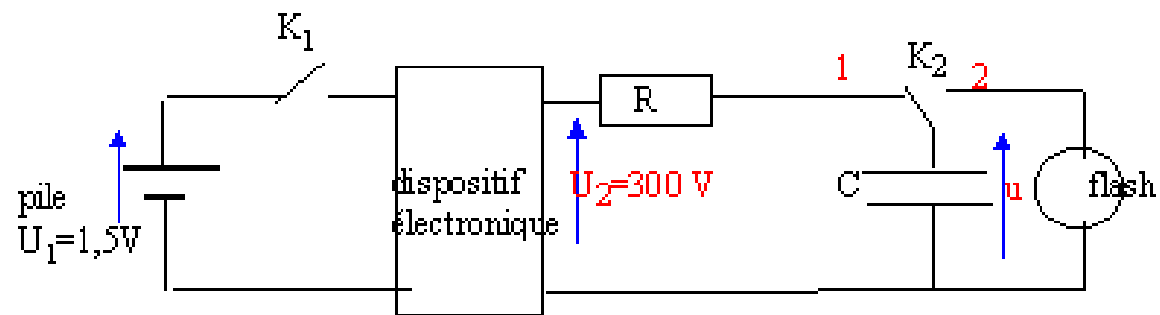 K1
1
K2
2
R
pile
U1=1,5V
dispositif
électronique
U2=300 V
C
u
flash